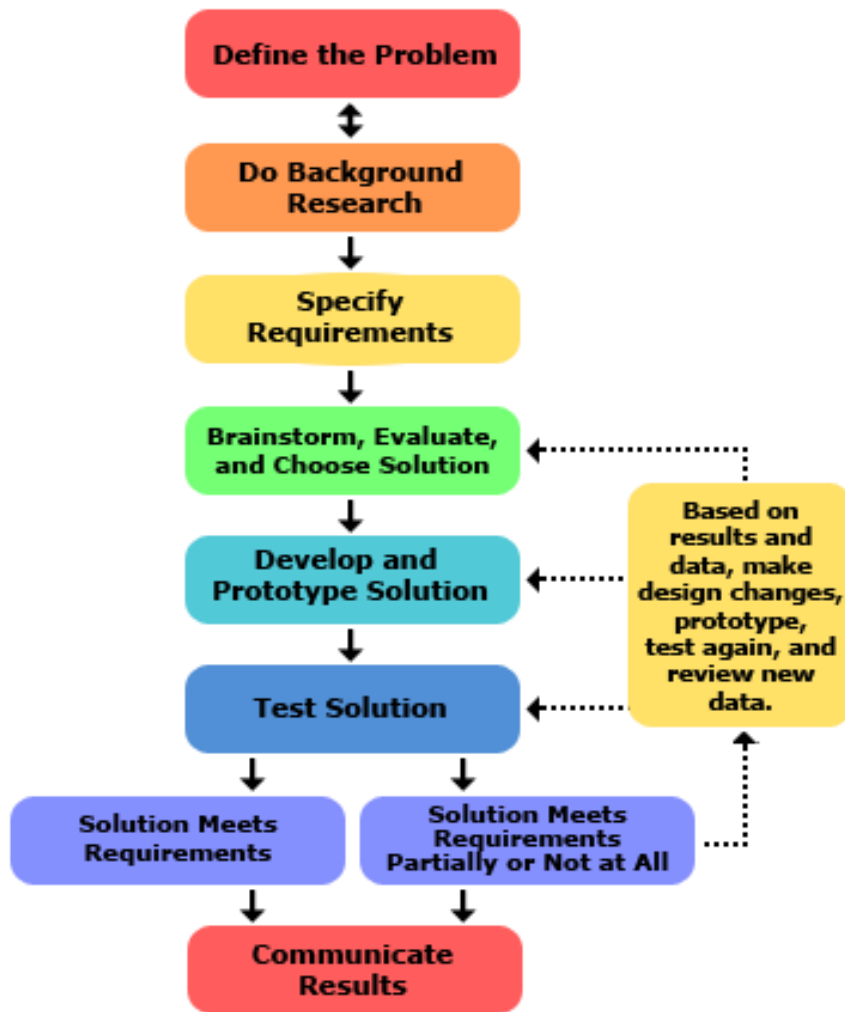 Define the Problem
Do Background
Research
Specify
Requirements
Brainstorm, Evaluate,
and Choose Solution
Develop and
Prototype Solution
Based on
results and
data, make
design changes,
prototype,
test again, and
review new
data.
Test Solution
Solution Meets
Requirements
Solution Meets
Requirements
Partially or Not at All
Communicate
Results